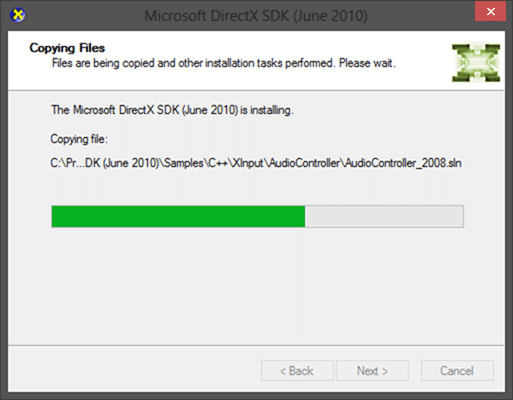 Microsoft DirectX SDK (June 2010)
Copying Files
Files are being copied and other installation tasks performed. Please wait.
The Microsoft DirectX SDK (June 2010) is installing.
Copying file:
C:\Pr...DK (June 2010)\Samples\C++\XInput\AudioController\AudioController_2008.sln
< Back
Next >
Cancel